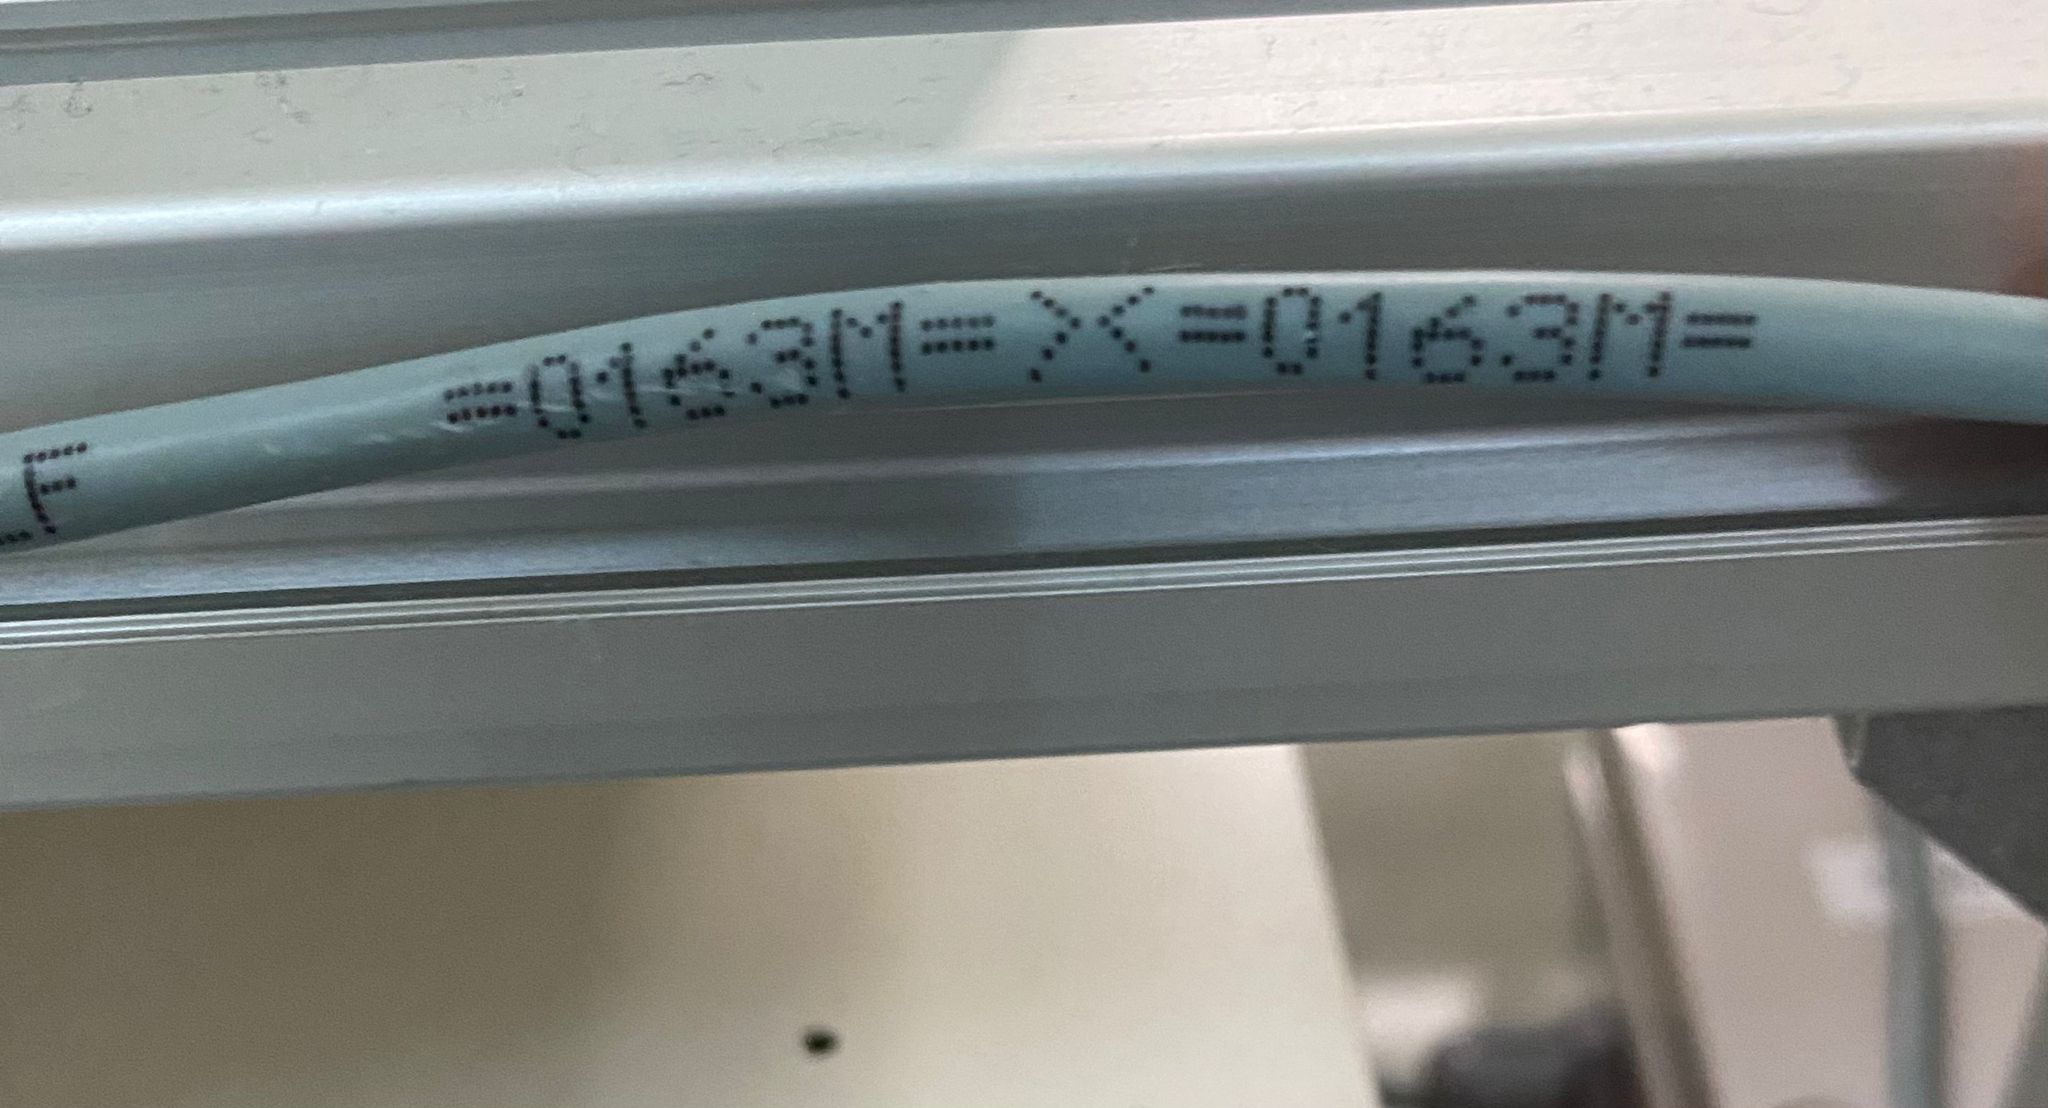 F =0163M= >< =0163M=